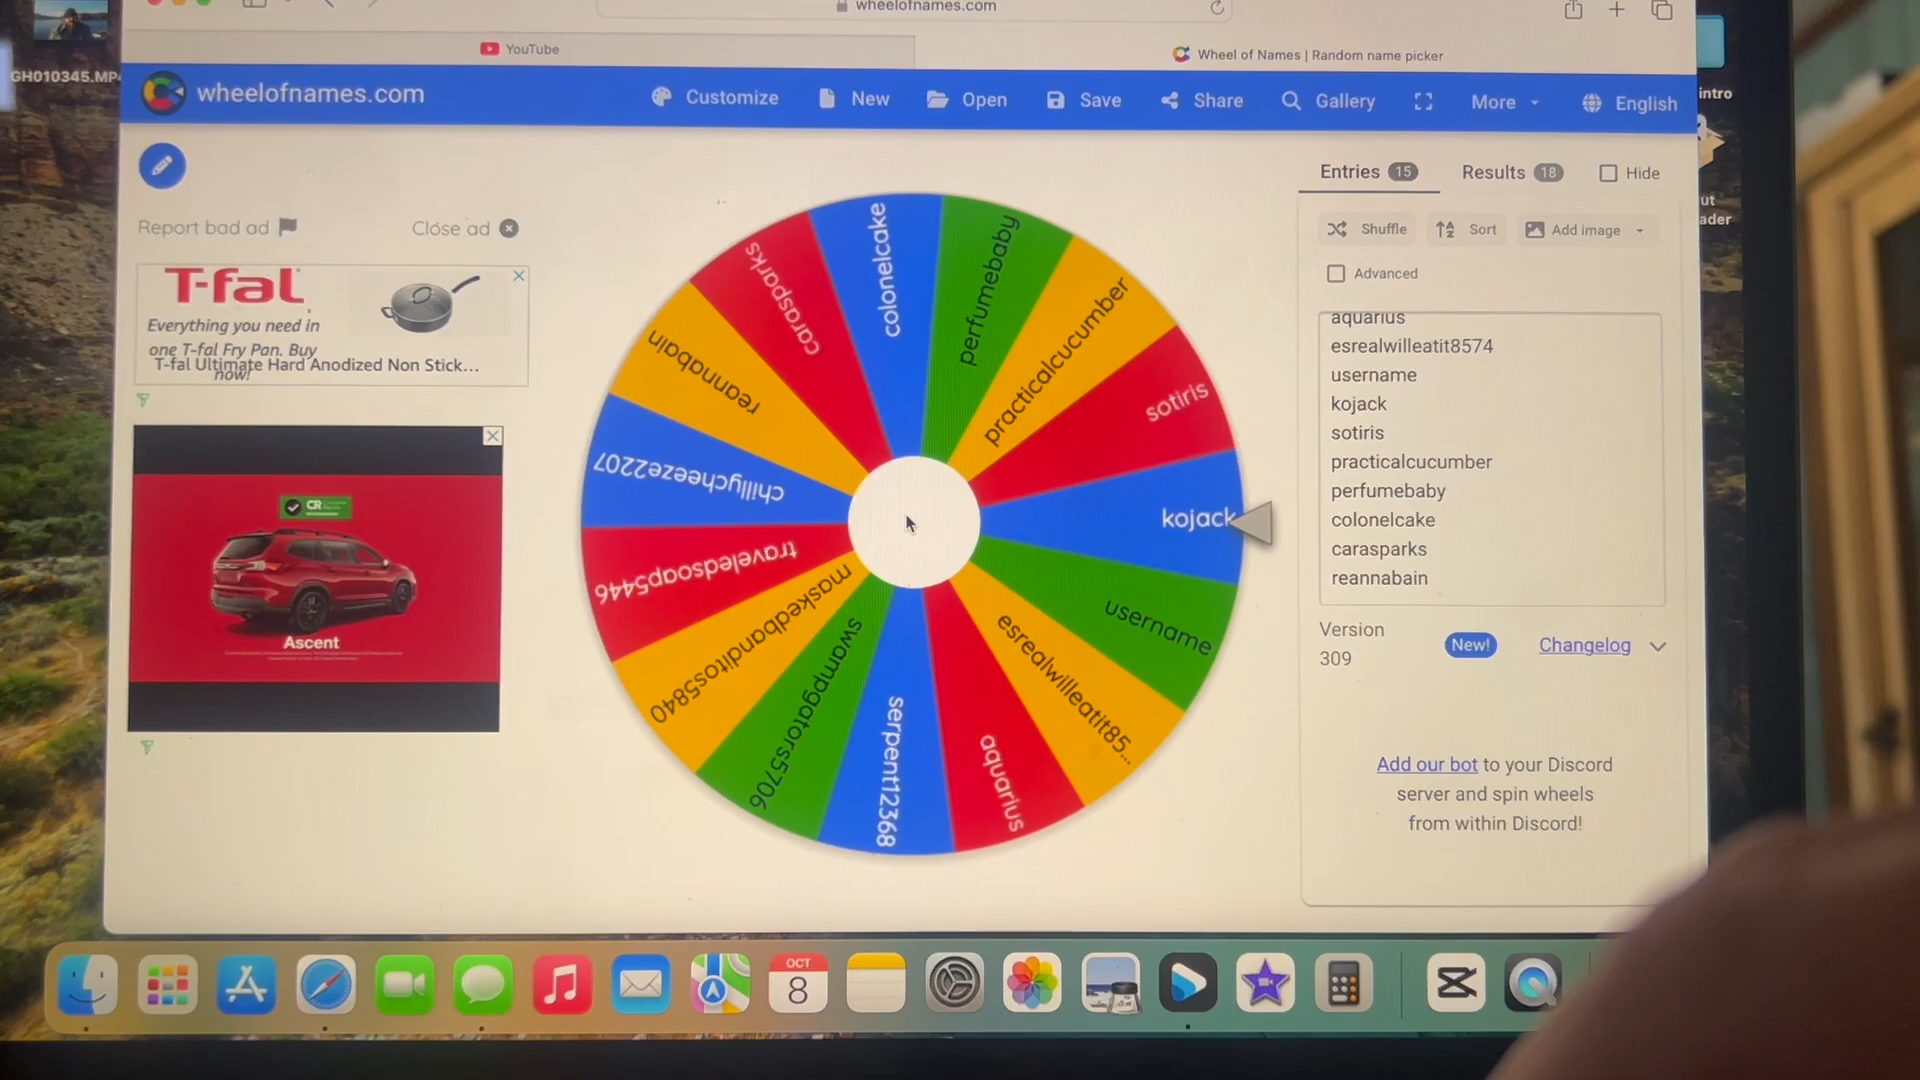 wheelofnames.com
GH010345.MP4
YouTube
Wheel of Names | Random name picker
wheelofnames.com
Customize
New
Open
Save
Share
Gallery
More
English
intro
Entries 15
Results 18
Hide
Report bad ad
Close ad
Shuffle
Sort
Add image
Advanced
T-fal
Everything you need in
one T-fal Fry Pan. Buy
now!
T-fal Ultimate Hard Anodized Non Stick...
CR
Ascent
colonelcake
perfumebaby
practicalcucumber
sotiris
kojack
username
esrealwilleatit85...
aquarius
serpent12368
swampgators5706
maskedbanditos5840
traveledsoap5446
chillycheeze2207
reannabain
carasparks
aquarius
esrealwilleatit8574
username
kojack
sotiris
practicalcucumber
perfumebaby
colonelcake
carasparks
reannabain
Version
309
New!
Changelog
Add our bot to your Discord
server and spin wheels
from within Discord!
OCT
8